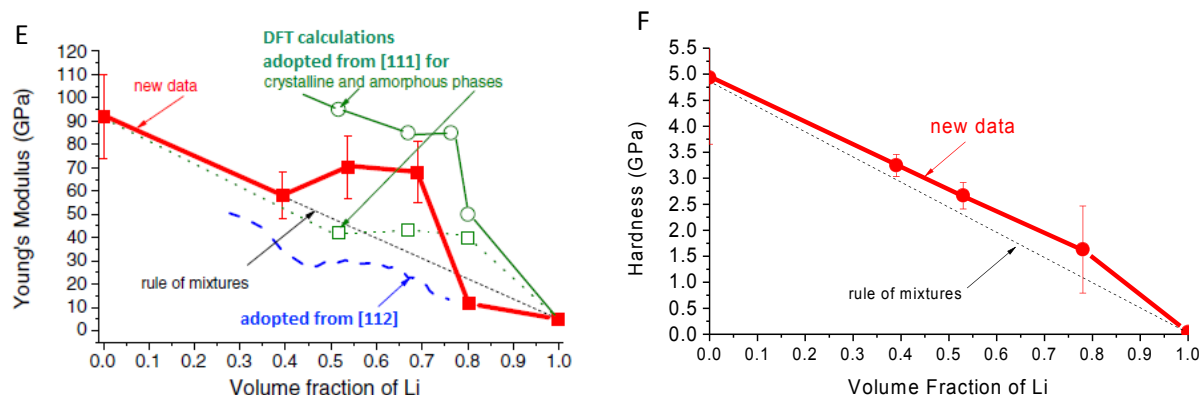 E
DFT calculations
adopted from [111] for
crystalline and amorphous phases
new data
120
110
100
90
80
70
60
50
40
30
20
10
0
Young's Modulus (GPa)
rule of mixtures
adopted from [112]
0.0 0.1 0.2 0.3 0.4 0.5 0.6 0.7 0.8 0.9 1.0
Volume fraction of Li
F
5.5
5.0
4.5
4.0
3.5
3.0
2.5
2.0
1.5
1.0
0.5
0.0
Hardness (GPa)
new data
rule of mixtures
0.0 0.1 0.2 0.3 0.4 0.5 0.6 0.7 0.8 0.9 1.0
Volume Fraction of Li